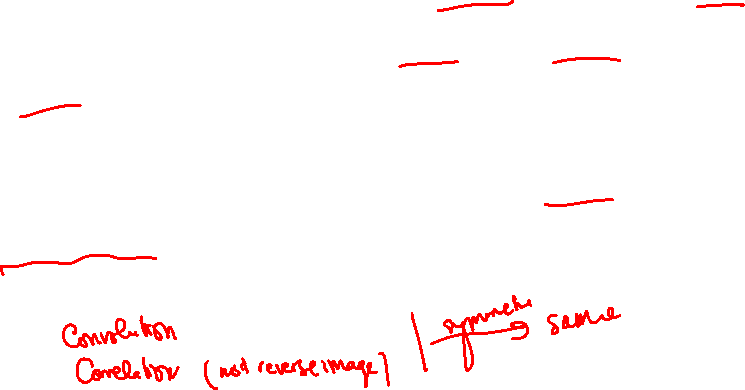 Convolution
Correlation (not reverse image) | symmetric → same